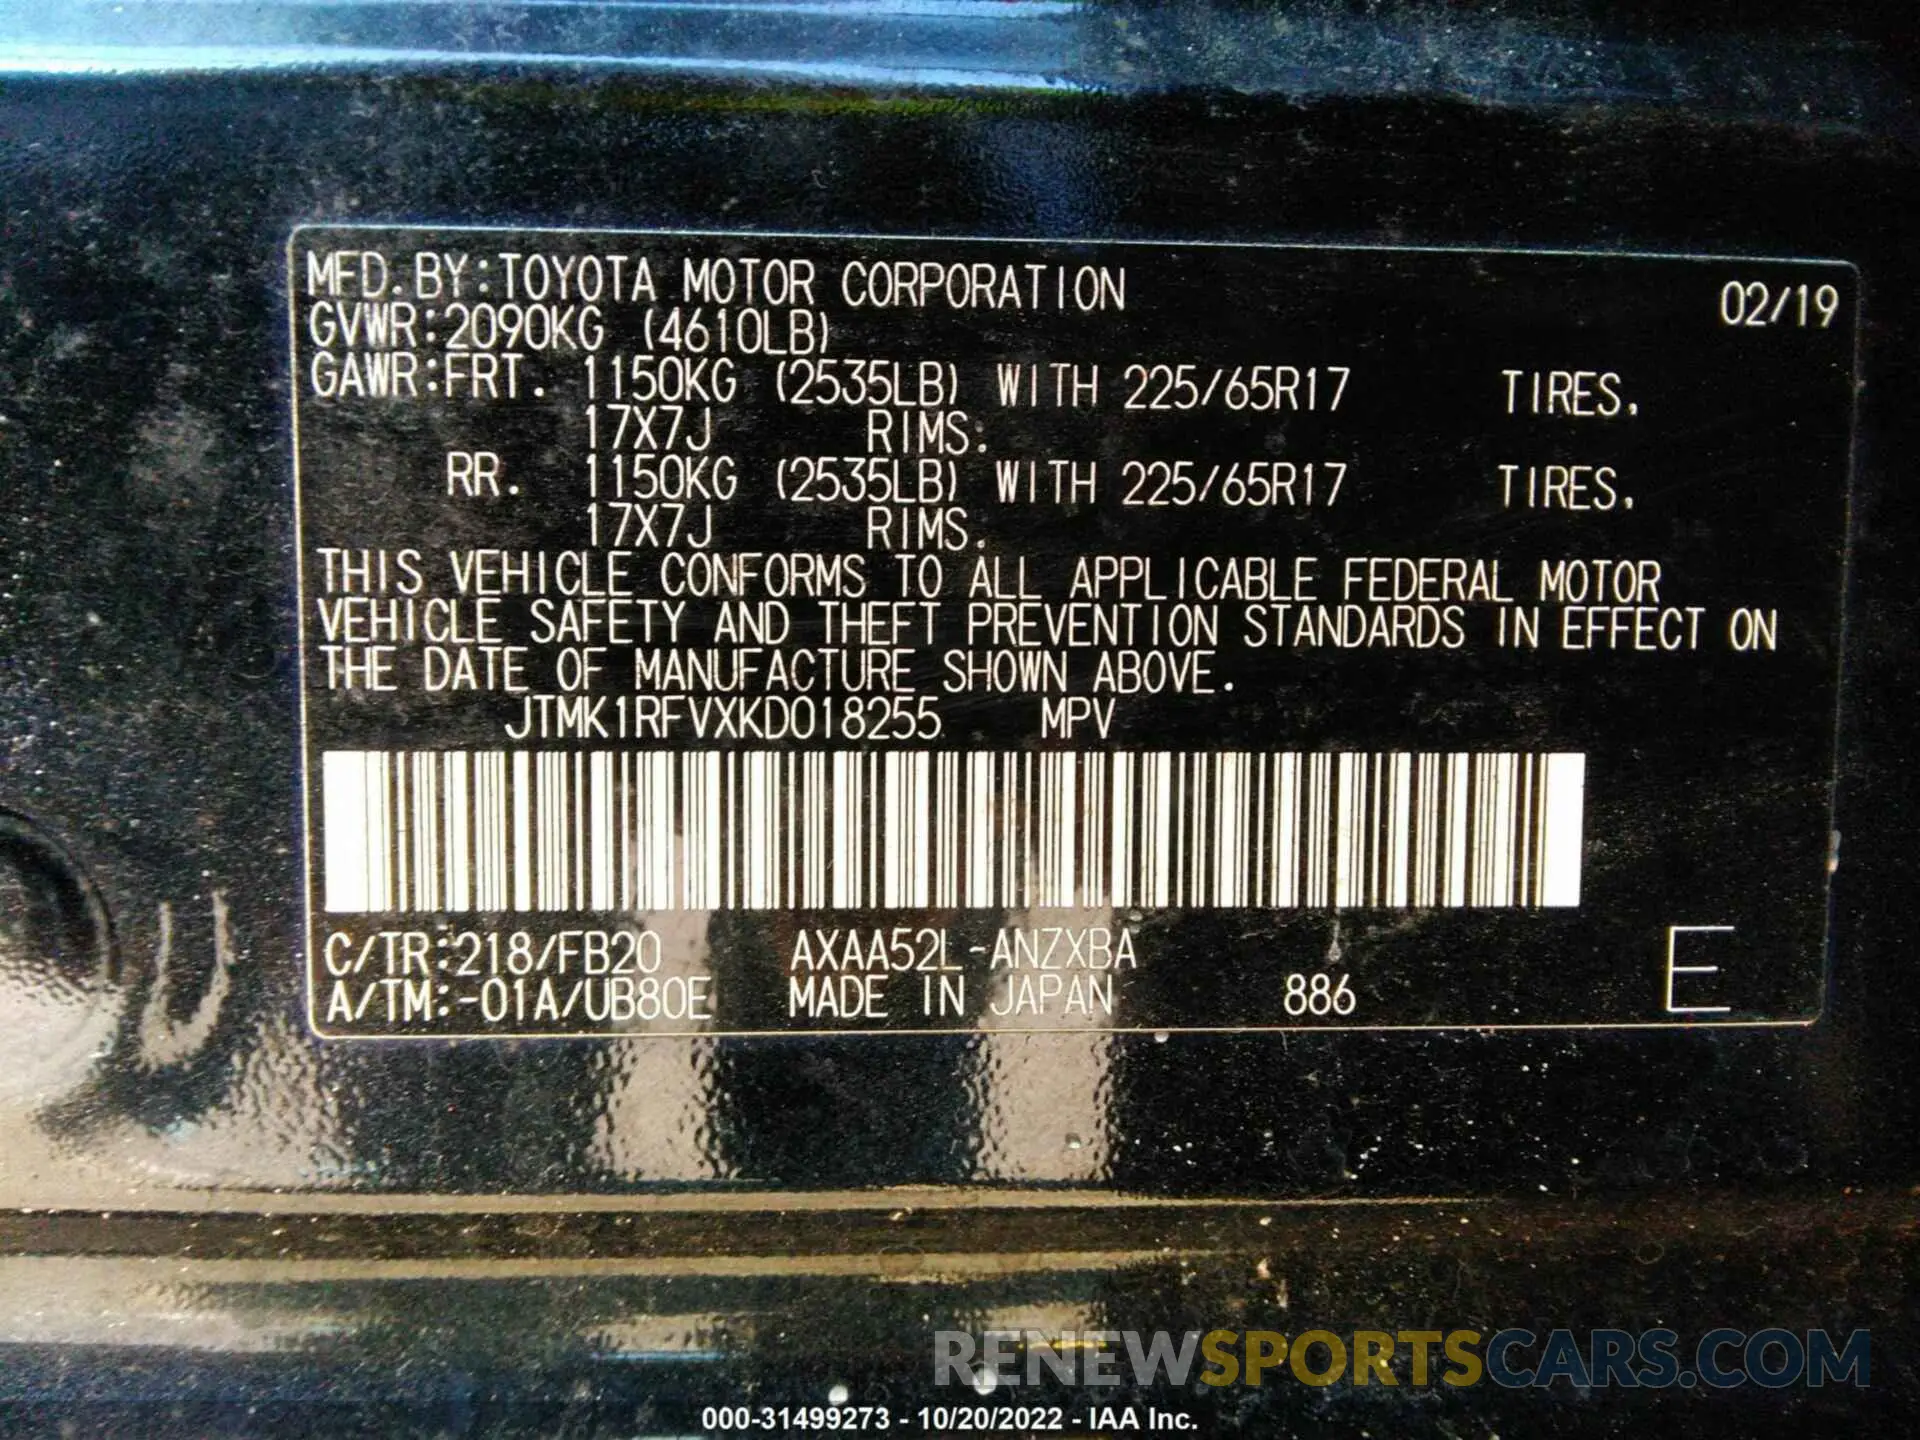 MFD. BY: TOYOTA MOTOR CORPORATION 02/19
GVWR: 2090KG (4610LB)
GAWR: FRT. 1150KG (2535LB) WITH 225/65R17 TIRES,
17X7J RIMS.
RR. 1150KG (2535LB) WITH 225/65R17 TIRES,
17X7J RIMS.
THIS VEHICLE CONFORMS TO ALL APPLICABLE FEDERAL MOTOR
VEHICLE SAFETY AND THEFT PREVENTION STANDARDS IN EFFECT ON
THE DATE OF MANUFACTURE SHOWN ABOVE.
JTMK1RFVXKD018255 MPV
C/TR: 218/FB20 AXAA52L-ANZXBA
A/TM: -01A/UB80E MADE IN JAPAN 886 E
RENEWSPORTSCARS.COM
000-31499273 - 10/20/2022 - IAA Inc.